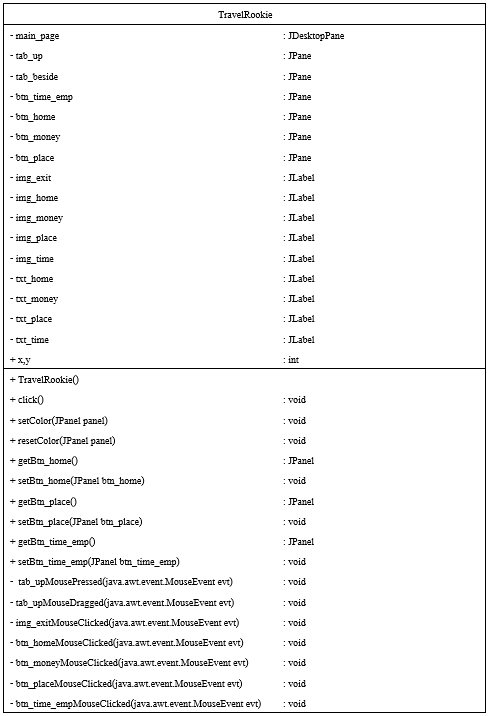 TravelRookie
- main_page : JDesktopPane
- tab_up : JPane
- tab_beside : JPane
- btn_time_emp : JPane
- btn_home : JPane
- btn_money : JPane
- btn_place : JPane
- img_exit : JLabel
- img_home : JLabel
- img_money : JLabel
- img_place : JLabel
- img_time : JLabel
- txt_home : JLabel
- txt_money : JLabel
- txt_place : JLabel
- txt_time : JLabel
+ x,y : int
+ TravelRookie()
+ click() : void
+ setColor(JPanel panel) : void
+ resetColor(JPanel panel) : void
+ getBtn_home() : JPanel
+ setBtn_home(JPanel btn_home) : void
+ getBtn_place() : JPanel
+ setBtn_place(JPanel btn_place) : void
+ getBtn_time_emp() : JPanel
+ setBtn_time_emp(JPanel btn_time_emp) : void
- tab_upMousePressed(java.awt.event.MouseEvent evt) : void
- tab_upMouseDragged(java.awt.event.MouseEvent evt) : void
- img_exitMouseClicked(java.awt.event.MouseEvent evt) : void
- btn_homeMouseClicked(java.awt.event.MouseEvent evt) : void
- btn_moneyMouseClicked(java.awt.event.MouseEvent evt) : void
- btn_placeMouseClicked(java.awt.event.MouseEvent evt) : void
- btn_time_empMouseClicked(java.awt.event.MouseEvent evt) : void